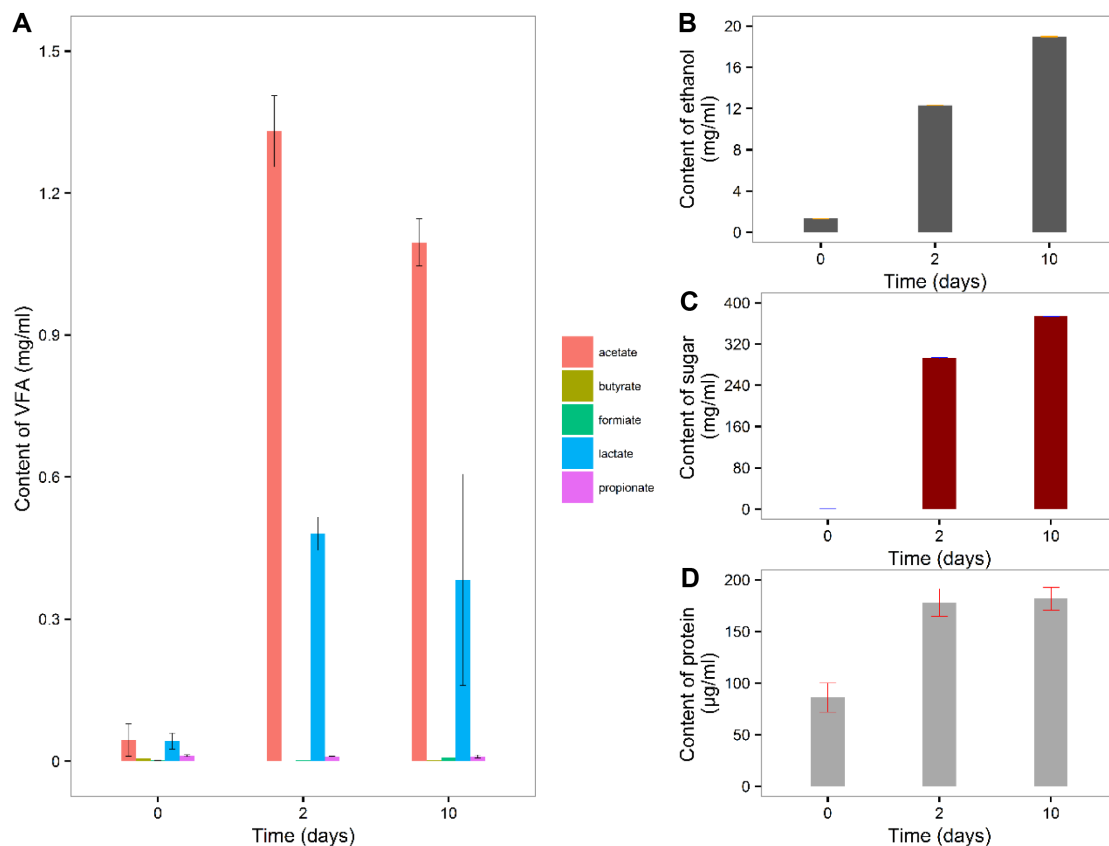 A
Content of VFA (mg/ml)
1.5
1.2
0.9
0.6
0.3
0
0 2 10
Time (days)
acetate
butyrate
formiate
lactate
propionate
B
Content of ethanol
(mg/ml)
20
16
12
8
4
0
0 2 10
Time (days)
C
Content of sugar
(mg/ml)
400
320
240
160
80
0
0 2 10
Time (days)
D
Content of protein
(µg/ml)
200
150
100
50
0
0 2 10
Time (days)